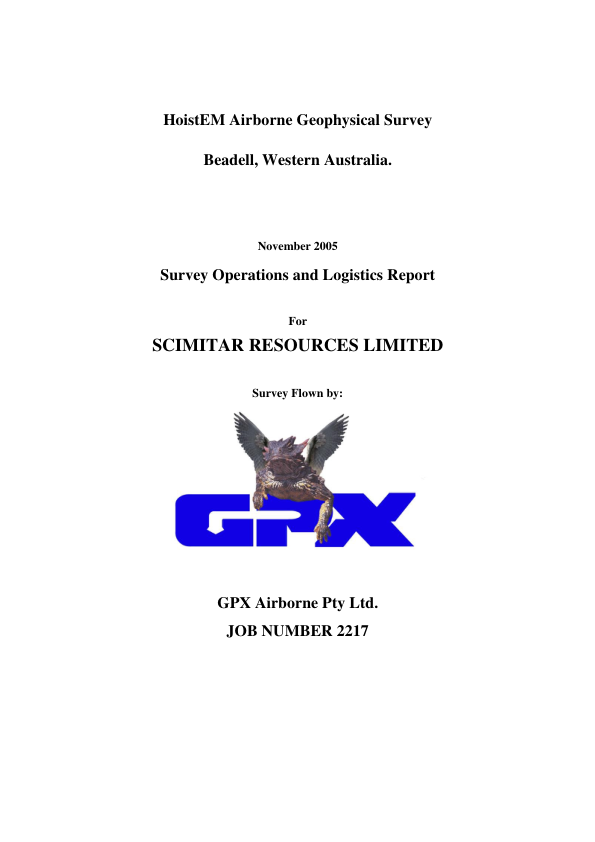 HoistEM Airborne Geophysical Survey
Beadell, Western Australia.
November 2005
Survey Operations and Logistics Report
For
SCIMITAR RESOURCES LIMITED
Survey Flown by:
GPX
GPX Airborne Pty Ltd.
JOB NUMBER 2217